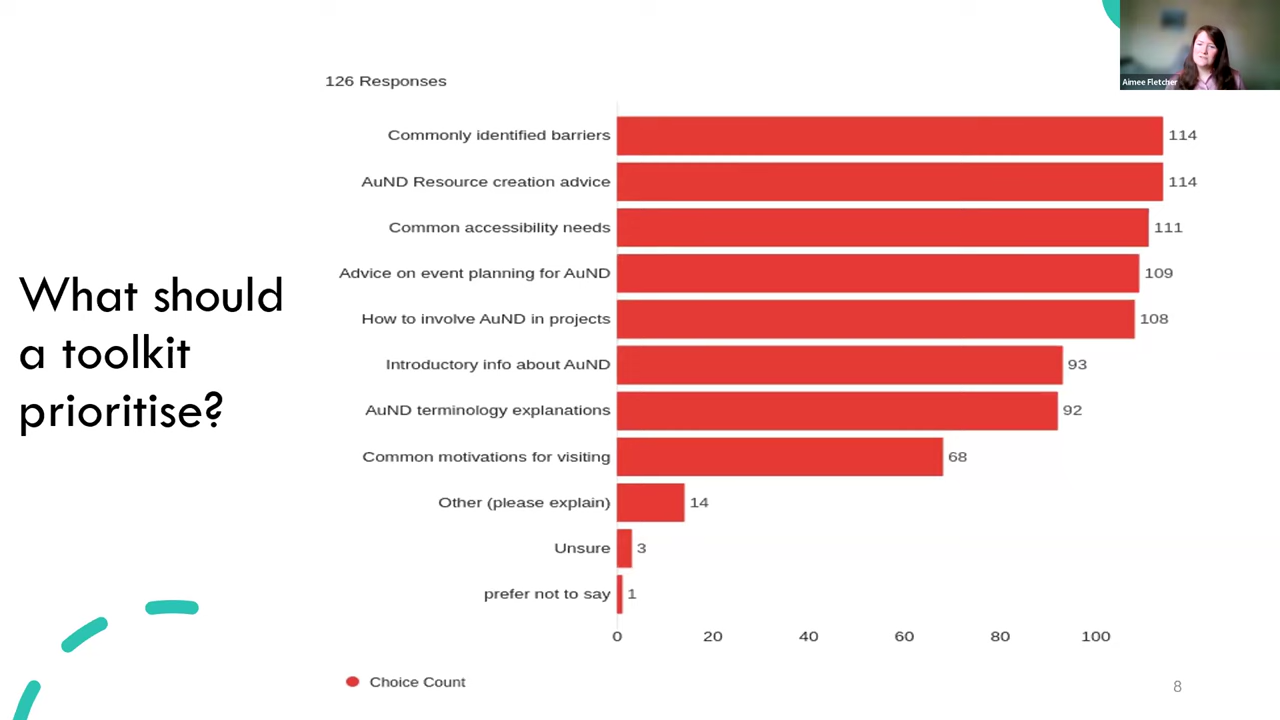 Aimee Fletcher
126 Responses
What should
a toolkit
prioritise?
Commonly identified barriers 114
AuND Resource creation advice 114
Common accessibility needs 111
Advice on event planning for AuND 109
How to involve AuND in projects 108
Introductory info about AuND 93
AuND terminology explanations 92
Common motivations for visiting 68
Other (please explain) 14
Unsure 3
prefer not to say 1
0 20 40 60 80 100
Choice Count
8